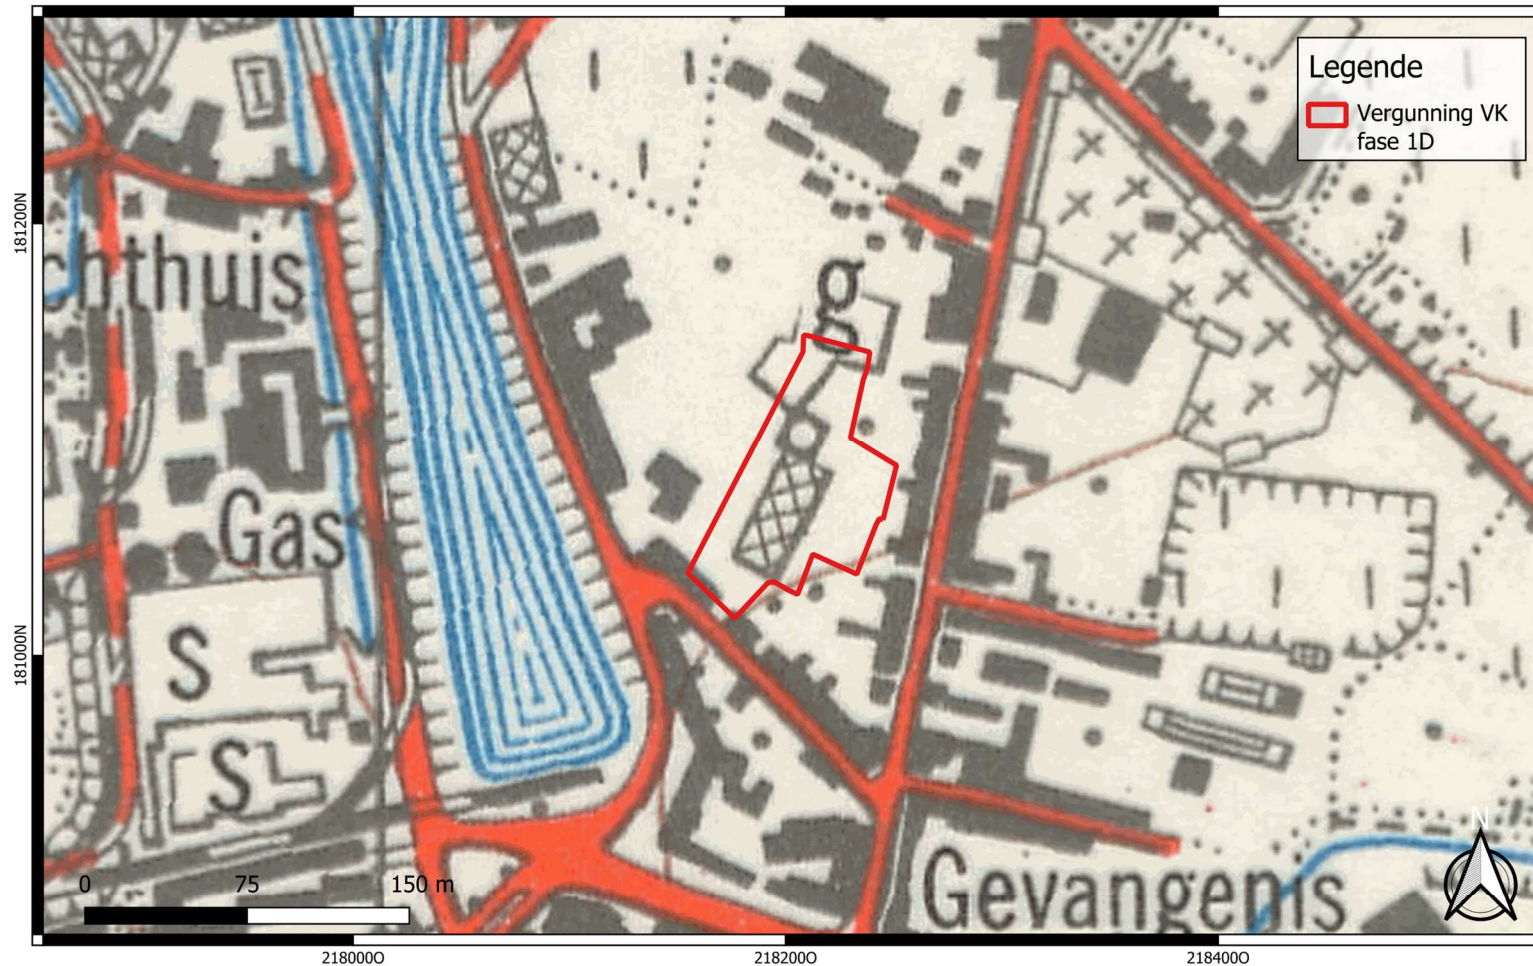 Legende
Vergunning VK
fase 1D
181200N
chthuis
g
Gas
S
181000N
S
N
Gevangenis
0 75 150 m
218000O 218200O 218400O